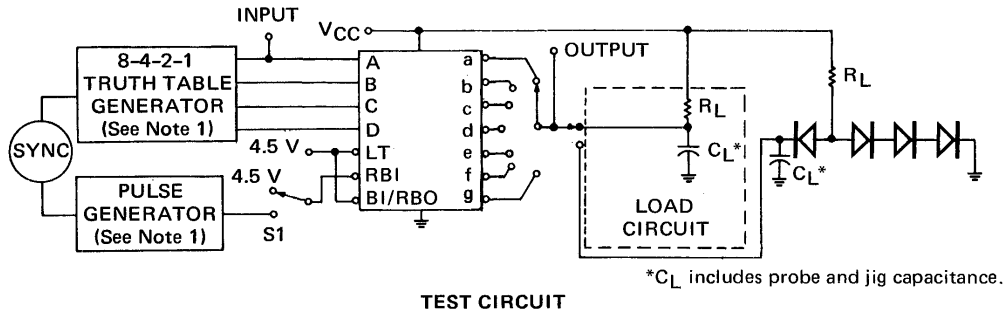 INPUT
VCC
OUTPUT
8–4–2–1
TRUTH TABLE
GENERATOR
(See Note 1)
SYNC
PULSE
GENERATOR
(See Note 1)
4.5 V
4.5 V
S1
A
B
C
D
LT
RBI
BI/RBO
a
b
c
d
e
f
g
RL
CL*
LOAD
CIRCUIT
RL
CL*
*CL includes probe and jig capacitance.
TEST CIRCUIT